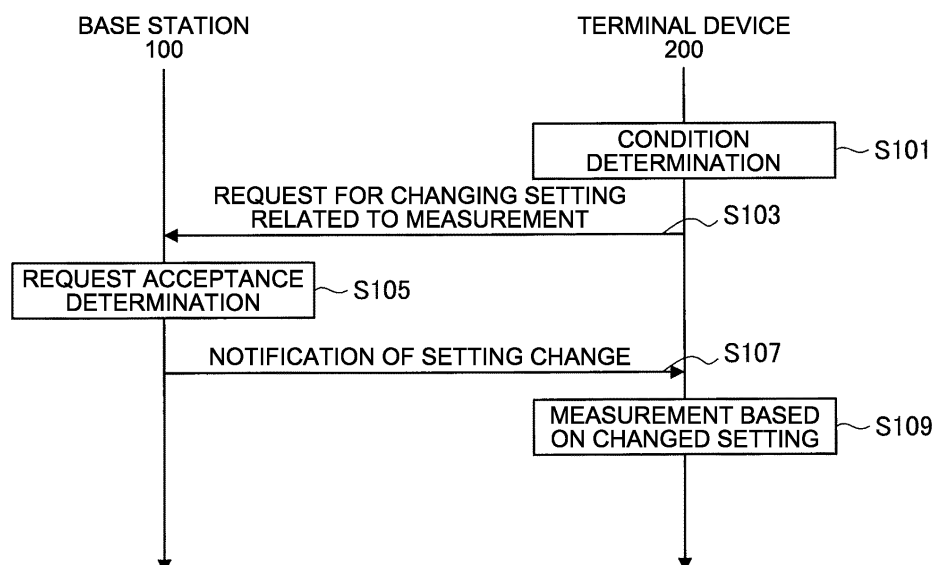 BASE STATION
100
TERMINAL DEVICE
200
CONDITION
DETERMINATION
S101
REQUEST FOR CHANGING SETTING
RELATED TO MEASUREMENT
S103
REQUEST ACCEPTANCE
DETERMINATION
S105
NOTIFICATION OF SETTING CHANGE
S107
MEASUREMENT BASED
ON CHANGED SETTING
S109